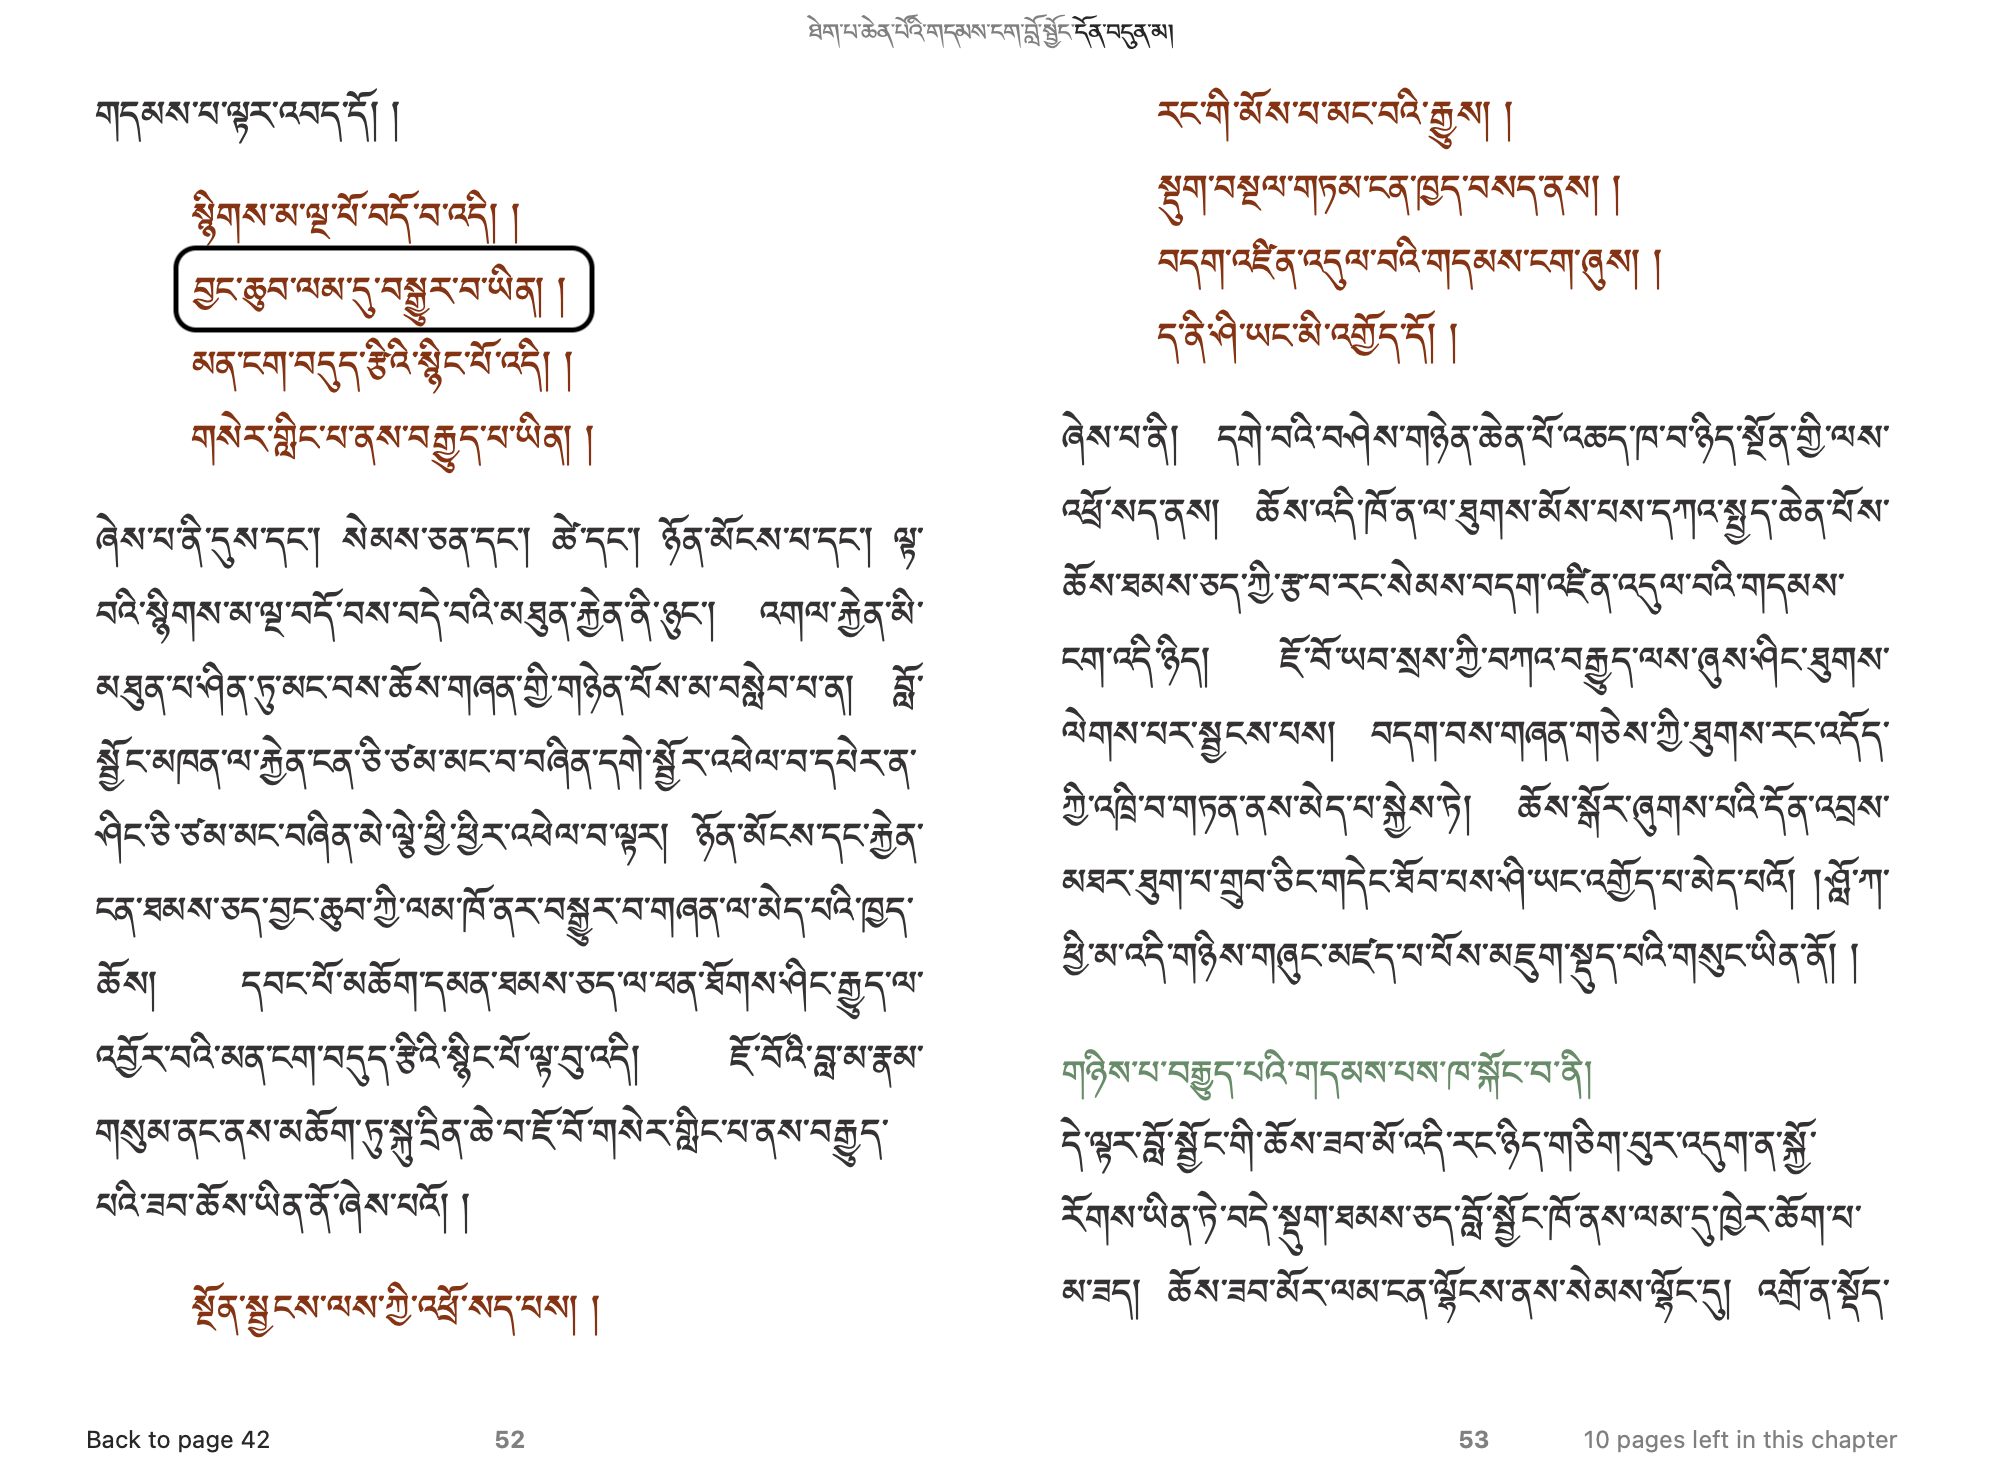 ཐེག་པ་ཆེན་པོའི་གདམས་ངག་བློ་སྦྱོང་དོན་བདུན་མ།
གདམས་པ་ལྟར་འབད་དོ། །
སྙིགས་མ་ལྔ་པོ་བདོ་བ་འདི། །
བྱང་ཆུབ་ལམ་དུ་བསྒྱུར་བ་ཡིན། །
མན་ངག་བདུད་རྩིའི་སྙིང་པོ་འདི། །
གསེར་གླིང་པ་ནས་བརྒྱུད་པ་ཡིན། །
ཞེས་པ་ནི་དུས་དང་། སེམས་ཅན་དང་། ཚེ་དང་། ཉོན་མོངས་པ་དང་། ལྟ་
བའི་སྙིགས་མ་ལྔ་བདོ་བས་བདེ་བའི་མཐུན་རྐྱེན་ནི་ཉུང་། འགལ་རྐྱེན་མི་
མཐུན་པ་ཤིན་ཏུ་མང་བས་ཆོས་གཞན་གྱི་གཉེན་པོས་མ་བསླེབ་པ་ན། བློ་
སྦྱོང་མཁན་ལ་རྐྱེན་ངན་ཅི་ཙམ་མང་བ་བཞིན་དགེ་སྦྱོར་འཕེལ་བ་དཔེར་ན་
ཤིང་ཅི་ཙམ་མང་བཞིན་མེ་ལྕེ་ཕྱི་ཕྱིར་འཕེལ་བ་ལྟར། ཉོན་མོངས་དང་རྐྱེན་
ངན་ཐམས་ཅད་བྱང་ཆུབ་ཀྱི་ལམ་ཁོ་ནར་བསྒྱུར་བ་གཞན་ལ་མེད་པའི་ཁྱད་
ཆོས། དབང་པོ་མཆོག་དམན་ཐམས་ཅད་ལ་ཕན་ཐོགས་ཤིང་རྒྱུད་ལ་
འབྱོར་བའི་མན་ངག་བདུད་རྩིའི་སྙིང་པོ་ལྟ་བུ་འདི། ཇོ་བོའི་བླ་མ་རྣམ་
གསུམ་ནང་ནས་མཆོག་ཏུ་སྐུ་དྲིན་ཆེ་བ་ཇོ་བོ་གསེར་གླིང་པ་ནས་བརྒྱུད་
པའི་ཟབ་ཆོས་ཡིན་ནོ་ཞེས་པའོ། །
སྔོན་སྦྱངས་ལས་ཀྱི་འཕྲོ་སད་པས། །
Back to page 42
52
རང་གི་མོས་པ་མང་བའི་རྒྱུས། །
སྡུག་བསྔལ་གཏམ་ངན་ཁྱད་བསད་ནས། །
བདག་འཛིན་འདུལ་བའི་གདམས་ངག་ཞུས། །
ད་ནི་ཤི་ཡང་མི་འགྱོད་དོ། །
ཞེས་པ་ནི། དགེ་བའི་བཤེས་གཉེན་ཆེན་པོ་འཆད་ཁ་བ་ཉིད་སྔོན་གྱི་ལས་
འཕྲོ་སད་ནས། ཆོས་འདི་ཁོ་ན་ལ་ཐུགས་མོས་པས་དཀའ་སྤྱད་ཆེན་པོས་
ཆོས་ཐམས་ཅད་ཀྱི་རྩ་བ་རང་སེམས་བདག་འཛིན་འདུལ་བའི་གདམས་
ངག་འདི་ཉིད། ཇོ་བོ་ཡབ་སྲས་ཀྱི་བཀའ་བརྒྱུད་ལས་ཞུས་ཤིང་ཐུགས་
ལེགས་པར་སྦྱངས་པས། བདག་བས་གཞན་གཅེས་ཀྱི་ཐུགས་རང་འདོད་
ཀྱི་འཁྲི་བ་གཏན་ནས་མེད་པ་སྐྱེས་ཏེ། ཆོས་སྒོར་ཞུགས་པའི་དོན་འབྲས་
མཐར་ཐུག་པ་གྲུབ་ཅིང་གདེང་ཐོབ་པས་ཤི་ཡང་འགྱོད་པ་མེད་པའོ། །ཤློ་ཀ་
ཕྱི་མ་འདི་གཉིས་གཞུང་མཛད་པ་པོས་མཇུག་སྡུད་པའི་གསུང་ཡིན་ནོ། །
གཉིས་པ་བརྒྱུད་པའི་གདམས་པས་ཁ་སྐོང་བ་ནི།
དེ་ལྟར་བློ་སྦྱོང་གི་ཆོས་ཟབ་མོ་འདི་རང་ཉིད་གཅིག་པུར་འདུག་ན་སྐྱོ་
རོགས་ཡིན་ཏེ་བདེ་སྡུག་ཐམས་ཅད་བློ་སྦྱོང་ཁོ་ནས་ལམ་དུ་ཁྱེར་ཆོག་པ་
མ་ཟད། ཆོས་ཟབ་མོར་ལམ་ངན་ལྷོངས་ནས་སེམས་ལྷོང་དུ། འགྲོ་ན་སྡོད་
53
10 pages left in this chapter